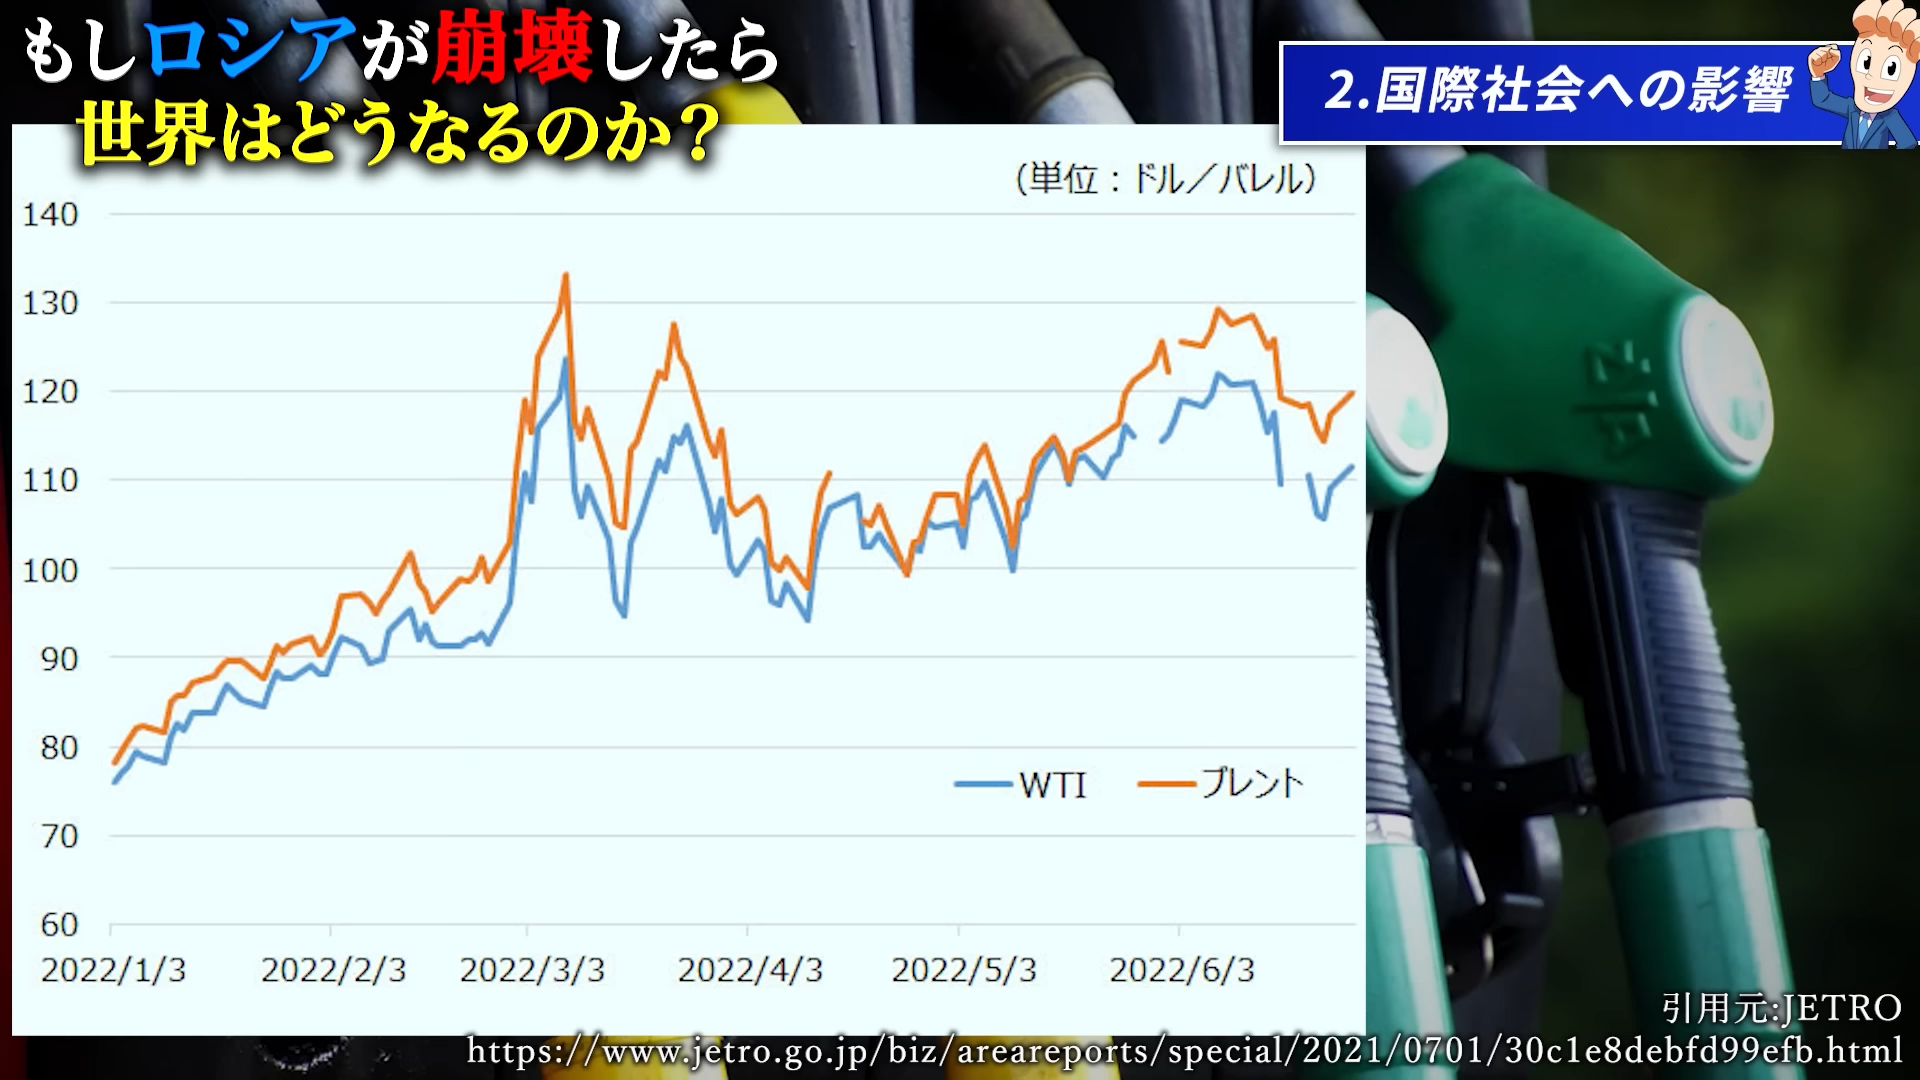 もしロシアが崩壊したら
世界はどうなるのか?
2.国際社会への影響
(単位:ドル/バレル)
140
130
120
110
100
90
80
70
60
WTI ブレント
2022/1/3 2022/2/3 2022/3/3 2022/4/3 2022/5/3 2022/6/3
ZVA
引用元:JETRO
https://www.jetro.go.jp/biz/areareports/special/2021/0701/30c1e8debfd99efb.html